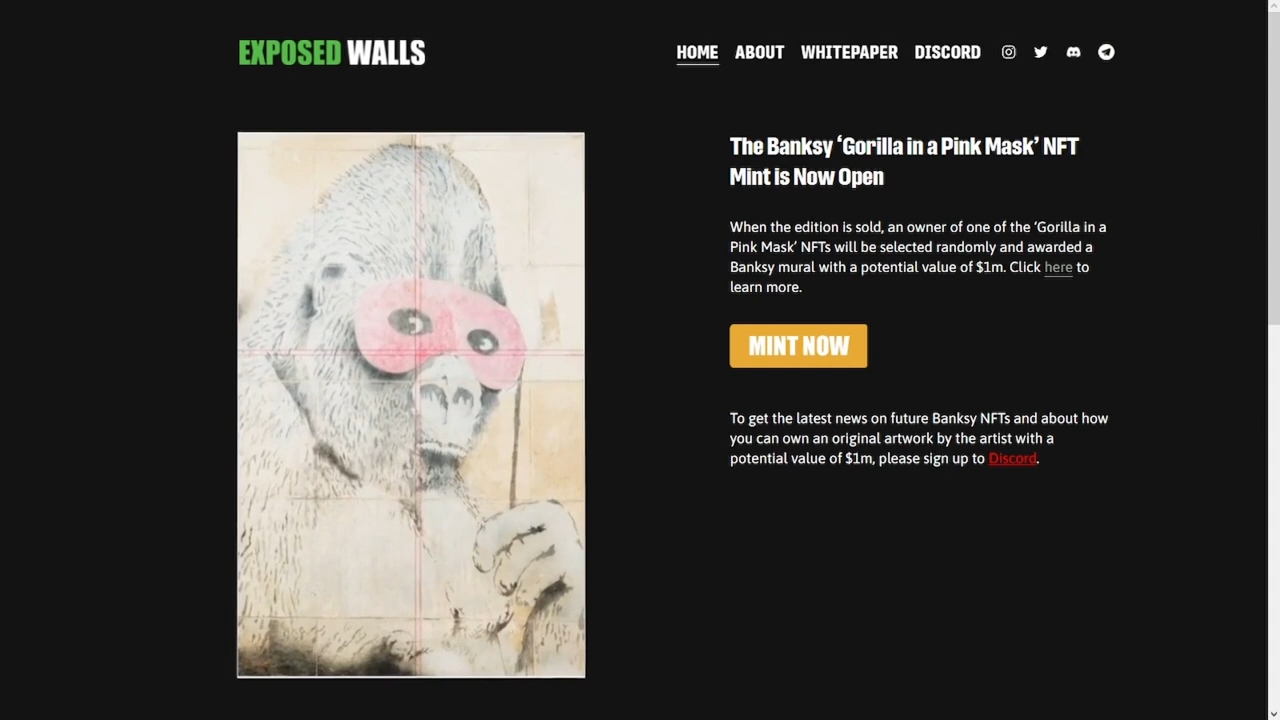 EXPOSED WALLS
HOME ABOUT WHITEPAPER DISCORD
The Banksy ‘Gorilla in a Pink Mask’ NFT
Mint is Now Open
When the edition is sold, an owner of one of the ‘Gorilla in a
Pink Mask’ NFTs will be selected randomly and awarded a
Banksy mural with a potential value of $1m. Click here to
learn more.
MINT NOW
To get the latest news on future Banksy NFTs and about how
you can own an original artwork by the artist with a
potential value of $1m, please sign up to Discord.